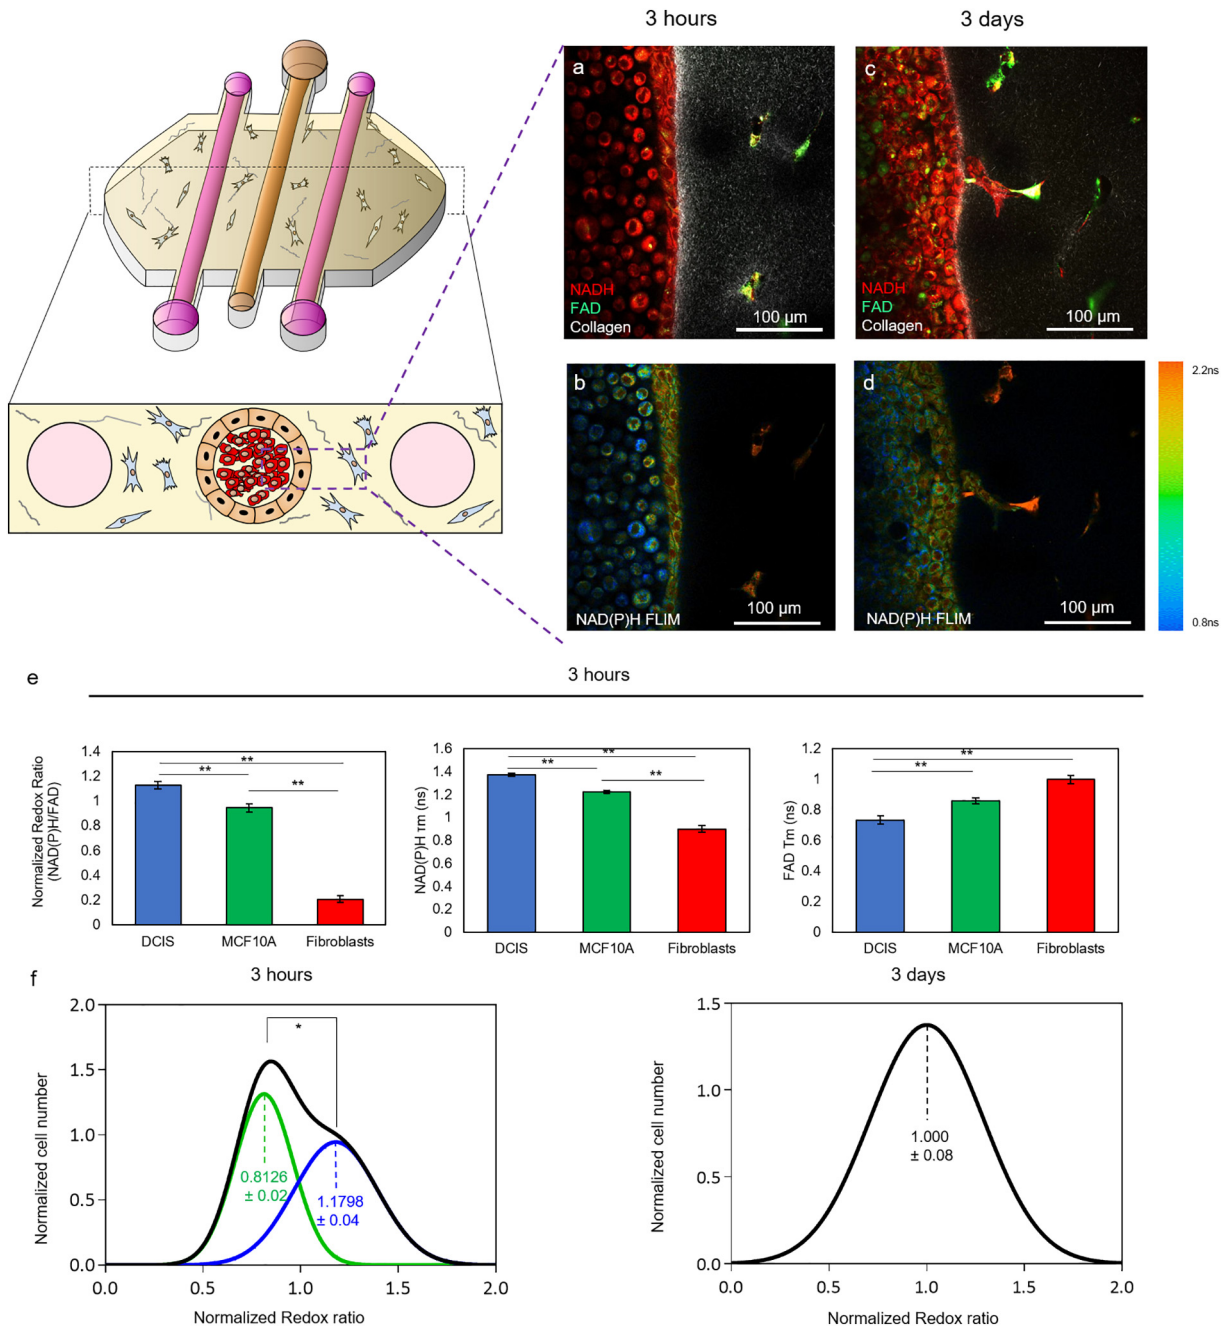 3 hours
3 days
a
NADH
FAD
Collagen
100 µm
c
NADH
FAD
Collagen
100 µm
b
NAD(P)H FLIM
100 µm
d
NAD(P)H FLIM
100 µm
2.2ns
0.8ns
e
3 hours
Normalized Redox Ratio
(NAD(P)H/FAD)
1.4
1.2
1
0.8
0.6
0.4
0.2
0
**
**
**
DCIS
MCF10A
Fibroblasts
NAD(P)H τm (ns)
1.6
1.4
1.2
1
0.8
0.6
0.4
0.2
0
**
**
**
DCIS
MCF10A
Fibroblasts
FAD Tm (ns)
1.2
1
0.8
0.6
0.4
0.2
0
**
**
DCIS
MCF10A
Fibroblasts
f
3 hours
Normalized cell number
2.0
1.5
1.0
0.5
0.0
*
0.8126
± 0.02
1.1798
± 0.04
0.0
0.5
1.0
1.5
2.0
Normalized Redox ratio
3 days
Normalized cell number
1.5
1.0
0.5
0.0
1.000
± 0.08
0.0
0.5
1.0
1.5
2.0
Normalized Redox ratio